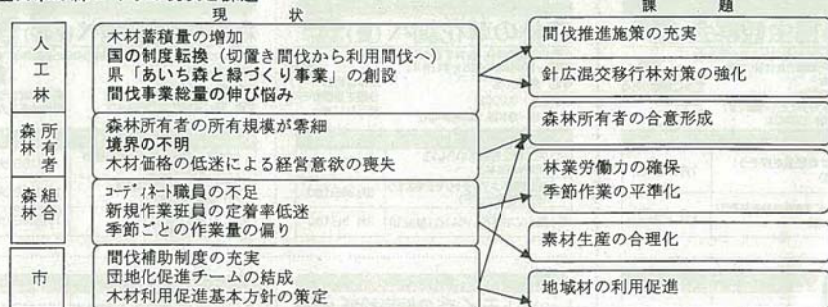 現　状
人工林
木材蓄積量の増加
国の制度転換（切置き間伐から利用間伐へ）
県「あいち森と緑づくり事業」の創設
間伐事業総量の伸び悩み
森林所有者
森林所有者の所有規模が零細
境界の不明
木材価格の低迷による経営意欲の喪失
森林組合
ｺｰﾃﾞｨﾈｰﾄ職員の不足
新規作業班員の定着率低迷
季節ごとの作業量の偏り
市
間伐補助制度の充実
団地化促進チームの結成
木材利用促進基本方針の策定
課　題
間伐推進施策の充実
針広混交移行林対策の強化
森林所有者の合意形成
林業労働力の確保
季節作業の平準化
素材生産の合理化
地域材の利用促進